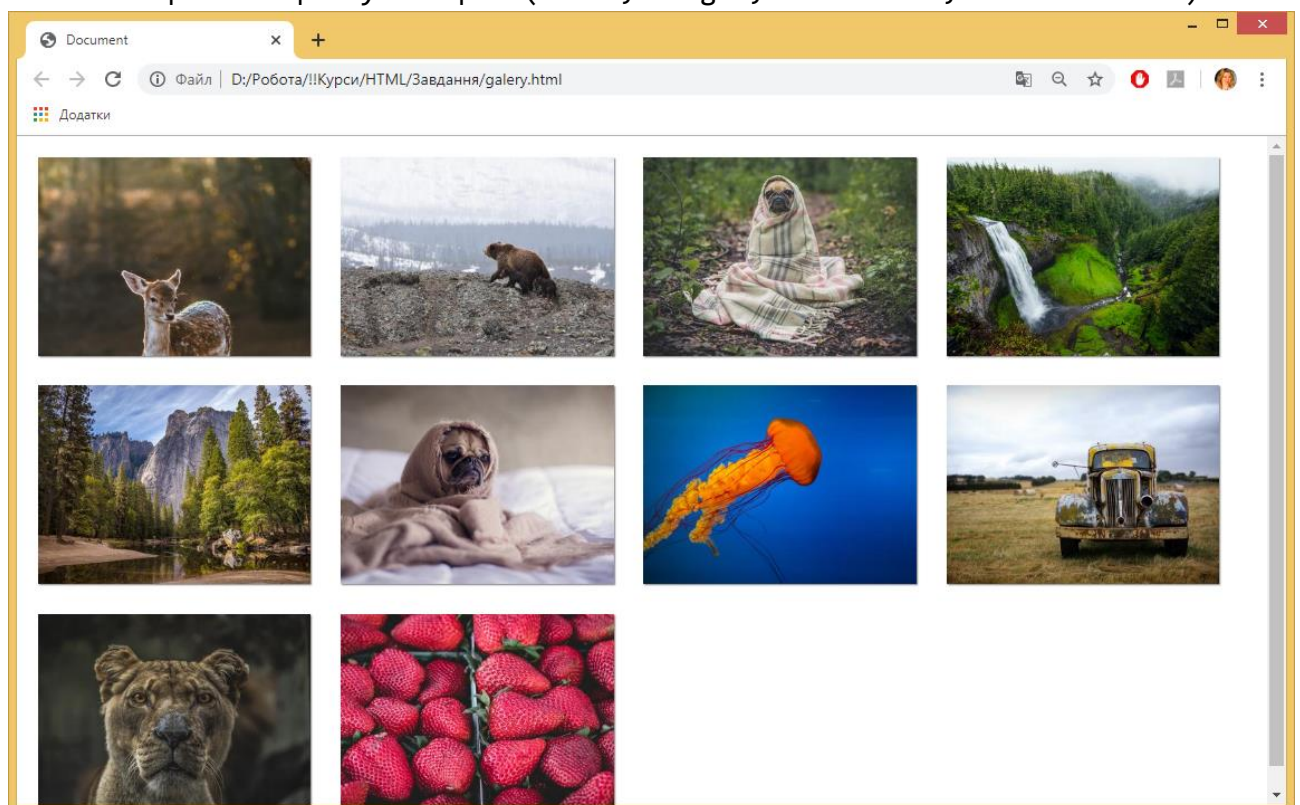 Document
Файл | D:/Робота/!!Курси/HTML/Завдання/galery.html
Додатки